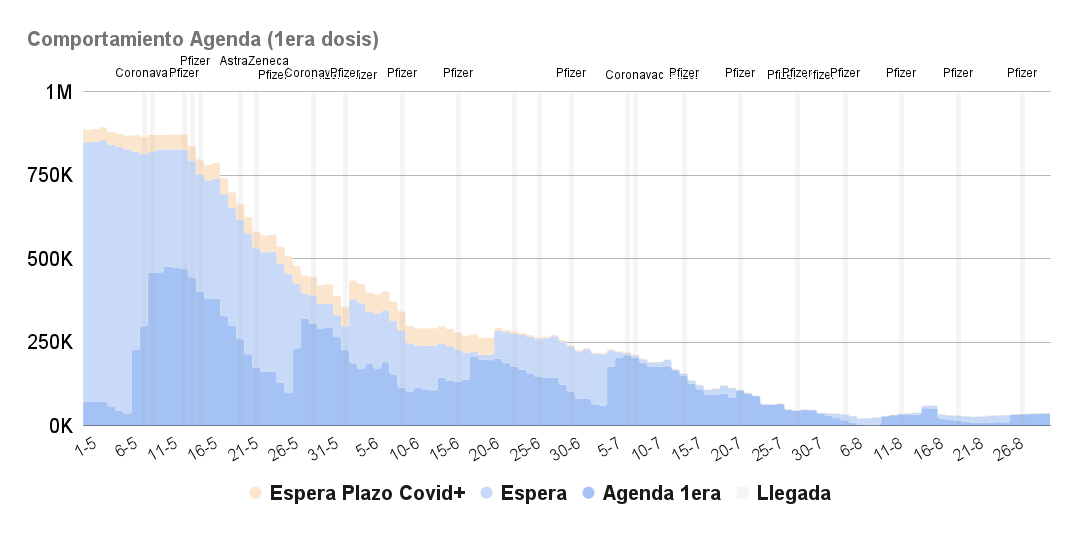 Comportamiento Agenda (1era dosis)
Pfizer AstraZeneca
Coronava Pfizer Pfize Coronav Pfizer izer Pfizer Pfizer Pfizer Coronavac Pfizer Pfizer Pfizer Pfizer Pfizer Pfizer Pfizer
1M
750K
500K
250K
0K
1-5 6-5 11-5 16-5 21-5 26-5 31-5 5-6 10-6 15-6 20-6 25-6 30-6 5-7 10-7 15-7 20-7 25-7 30-7 6-8 11-8 16-8 21-8 26-8
Espera Plazo Covid+ Espera Agenda 1era Llegada